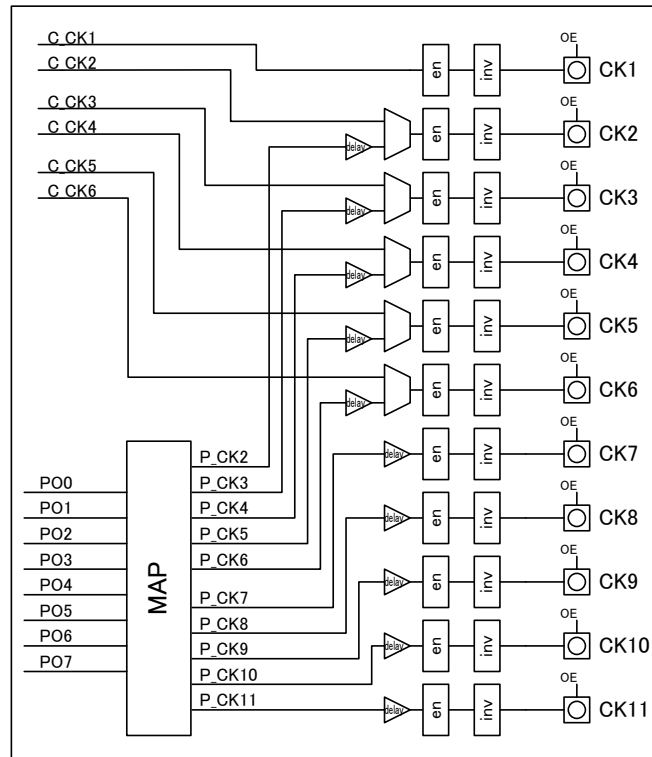 C_CK1
C_CK2
C_CK3
C_CK4
C_CK5
C_CK6
en
inv
OE
CK1
delay
en
inv
OE
CK2
delay
en
inv
OE
CK3
delay
en
inv
OE
CK4
delay
en
inv
OE
CK5
delay
en
inv
OE
CK6
delay
en
inv
OE
CK7
delay
en
inv
OE
CK8
delay
en
inv
OE
CK9
delay
en
inv
OE
CK10
delay
en
inv
OE
CK11
PO0
PO1
PO2
PO3
PO4
PO5
PO6
PO7
MAP
P_CK2
P_CK3
P_CK4
P_CK5
P_CK6
P_CK7
P_CK8
P_CK9
P_CK10
P_CK11